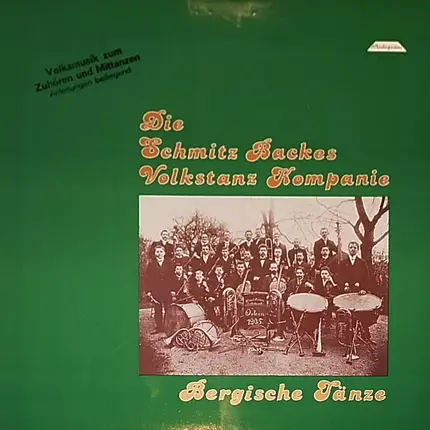 Volksmusik zum
Zuhören und Mittanzen
Anleitungen beiliegend
Die
Schmitz Backes
Volkstanz Kompanie
Bergische Tänze